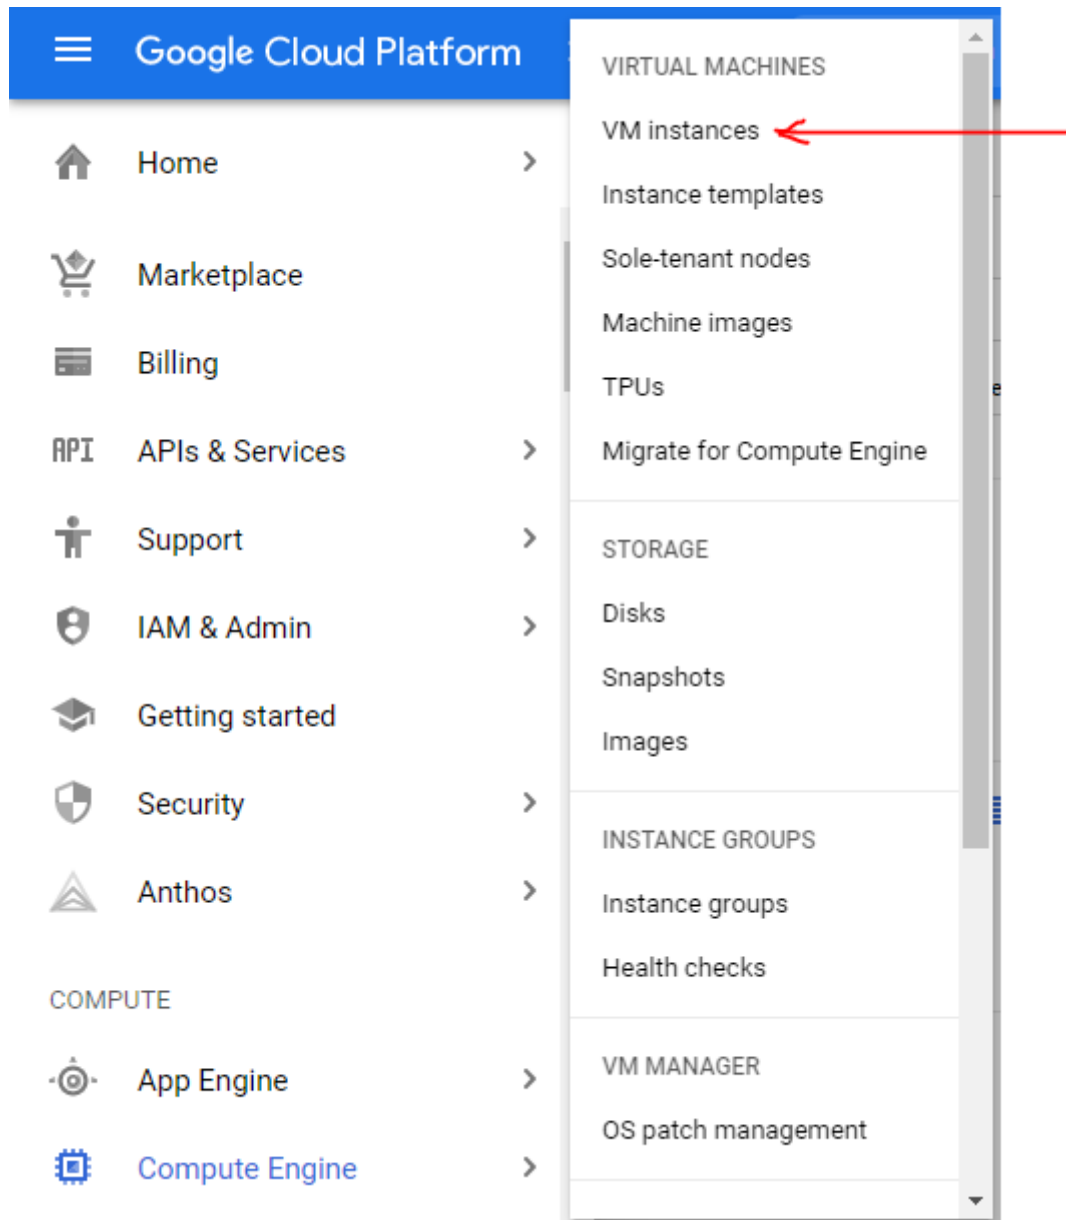 Google Cloud Platform
Home
Marketplace
Billing
API APIs & Services
Support
IAM & Admin
Getting started
Security
Anthos
COMPUTE
App Engine
Compute Engine
VIRTUAL MACHINES
VM instances
Instance templates
Sole-tenant nodes
Machine images
TPUs
Migrate for Compute Engine
STORAGE
Disks
Snapshots
Images
INSTANCE GROUPS
Instance groups
Health checks
VM MANAGER
OS patch management